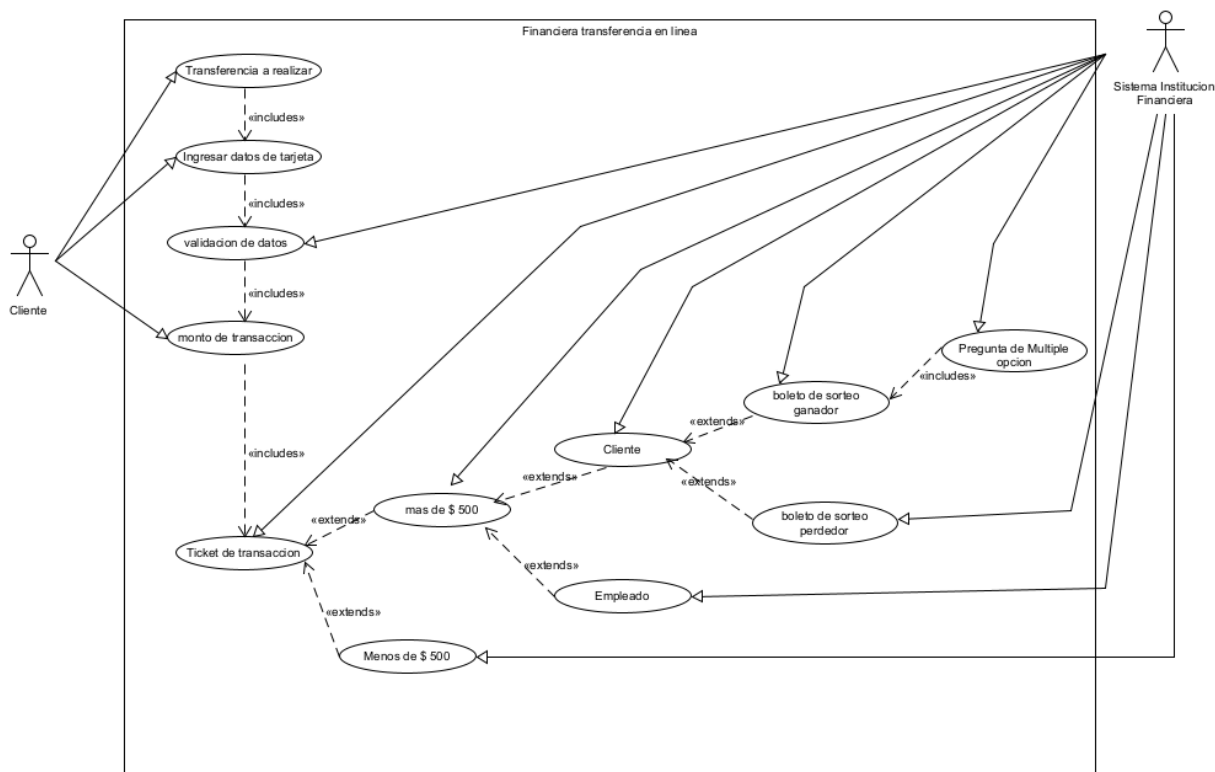 Financiera transferencia en linea
Sistema Institucion
Financiera
Transferencia a realizar
«includes»
Ingresar datos de tarjeta
«includes»
validacion de datos
«includes»
Cliente
monto de transaccion
Pregunta de Multiple
opcion
«includes»
boleto de sorteo
ganador
«extends»
Cliente
«includes»
«extends»
«extends»
mas de $ 500
boleto de sorteo
perdedor
«extends»
Ticket de transaccion
«extends»
Empleado
«extends»
Menos de $ 500